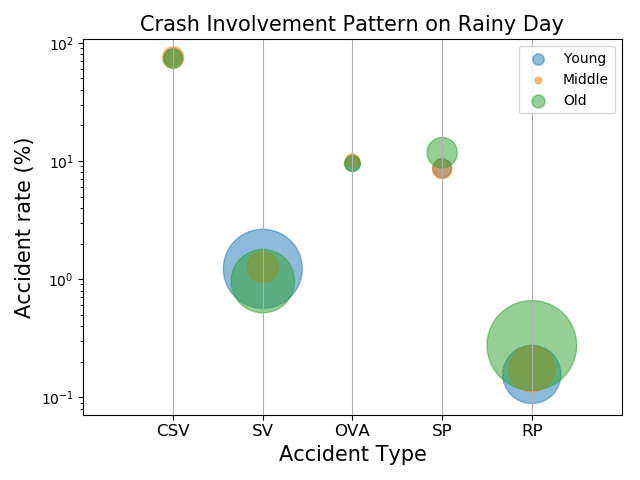 Crash Involvement Pattern on Rainy Day
Young
Middle
Old
Accident rate (%)
10²
10¹
10⁰
10⁻¹
CSV SV OVA SP RP
Accident Type